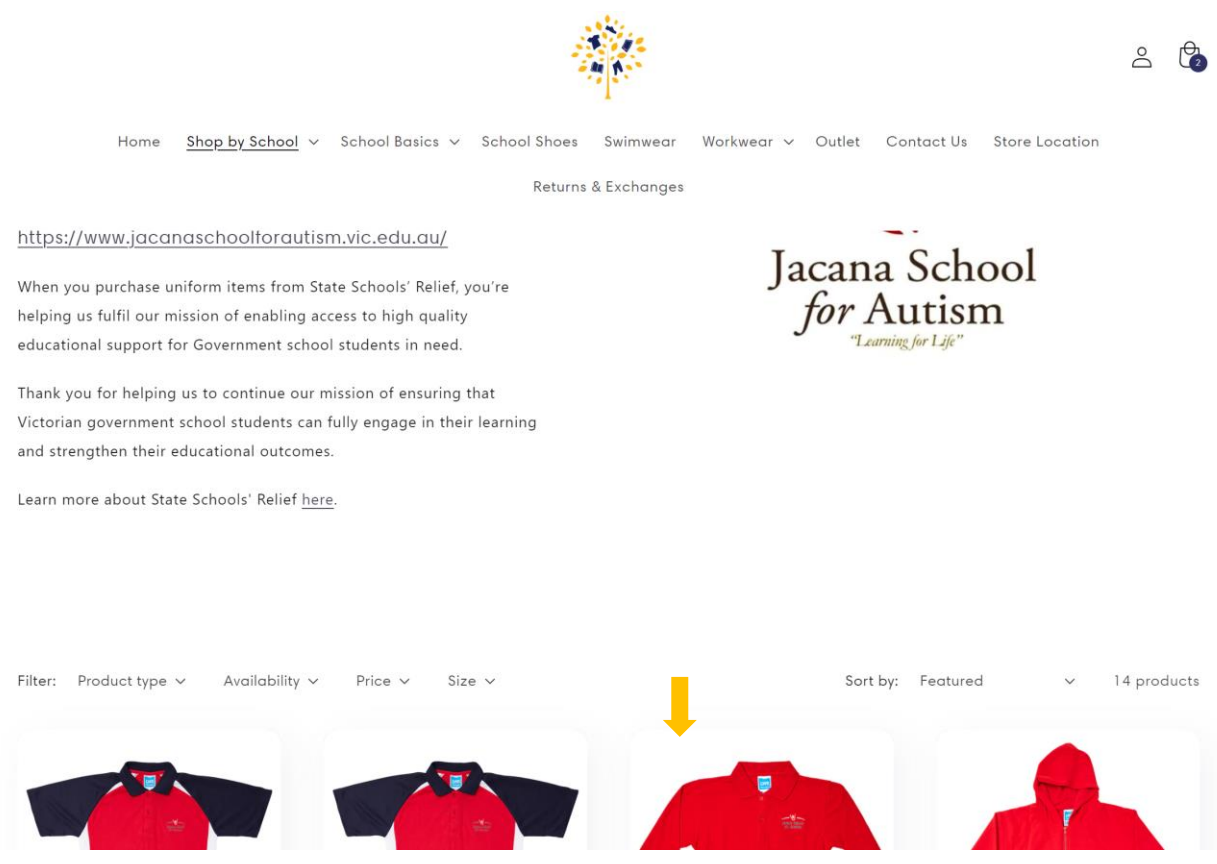 2
Home Shop by School School Basics School Shoes Swimwear Workwear Outlet Contact Us Store Location
Returns & Exchanges
https://www.jacanaschoolforautism.vic.edu.au/
When you purchase uniform items from State Schools’ Relief, you’re
helping us fulfil our mission of enabling access to high quality
educational support for Government school students in need.
Thank you for helping us to continue our mission of ensuring that
Victorian government school students can fully engage in their learning
and strengthen their educational outcomes.
Learn more about State Schools' Relief here.
Jacana School
for Autism
“Learning for Life”
Filter: Product type Availability Price Size Sort by: Featured 14 products